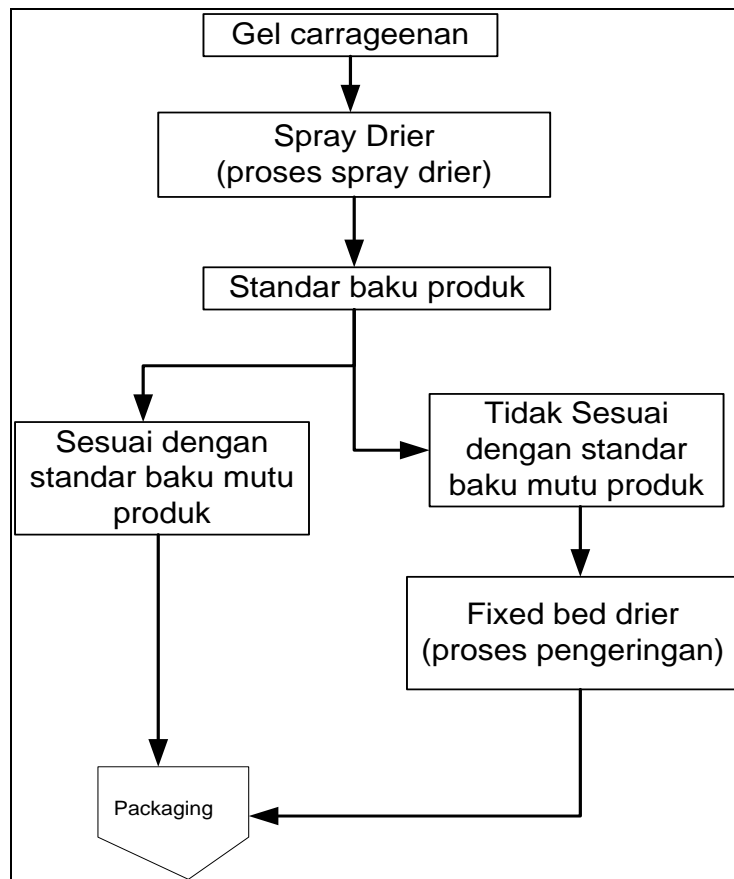 Gel carrageenan
Spray Drier
(proses spray drier)
Standar baku produk
Sesuai dengan
standar baku mutu
produk
Tidak Sesuai
dengan standar
baku mutu produk
Fixed bed drier
(proses pengeringan)
Packaging